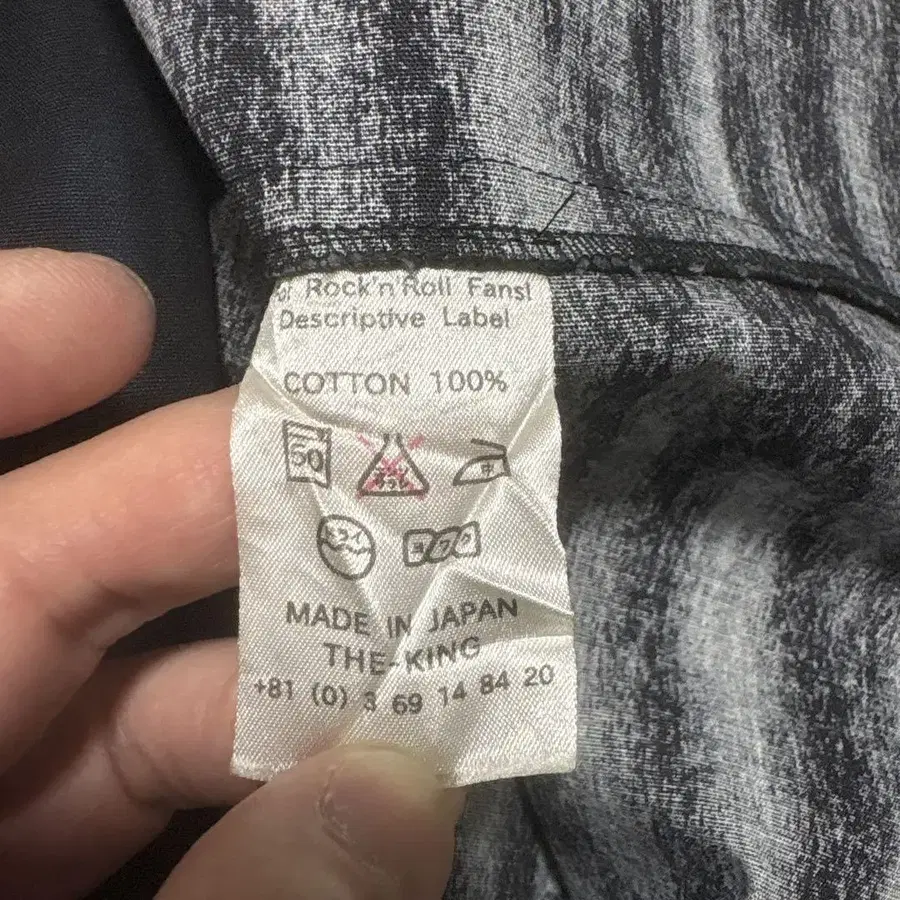 or Rock'n'Roll Fans!
Descriptive Label
COTTON 100%
50
MADE IN JAPAN
THE-KING
+81 (0) 3 69 14 84 20